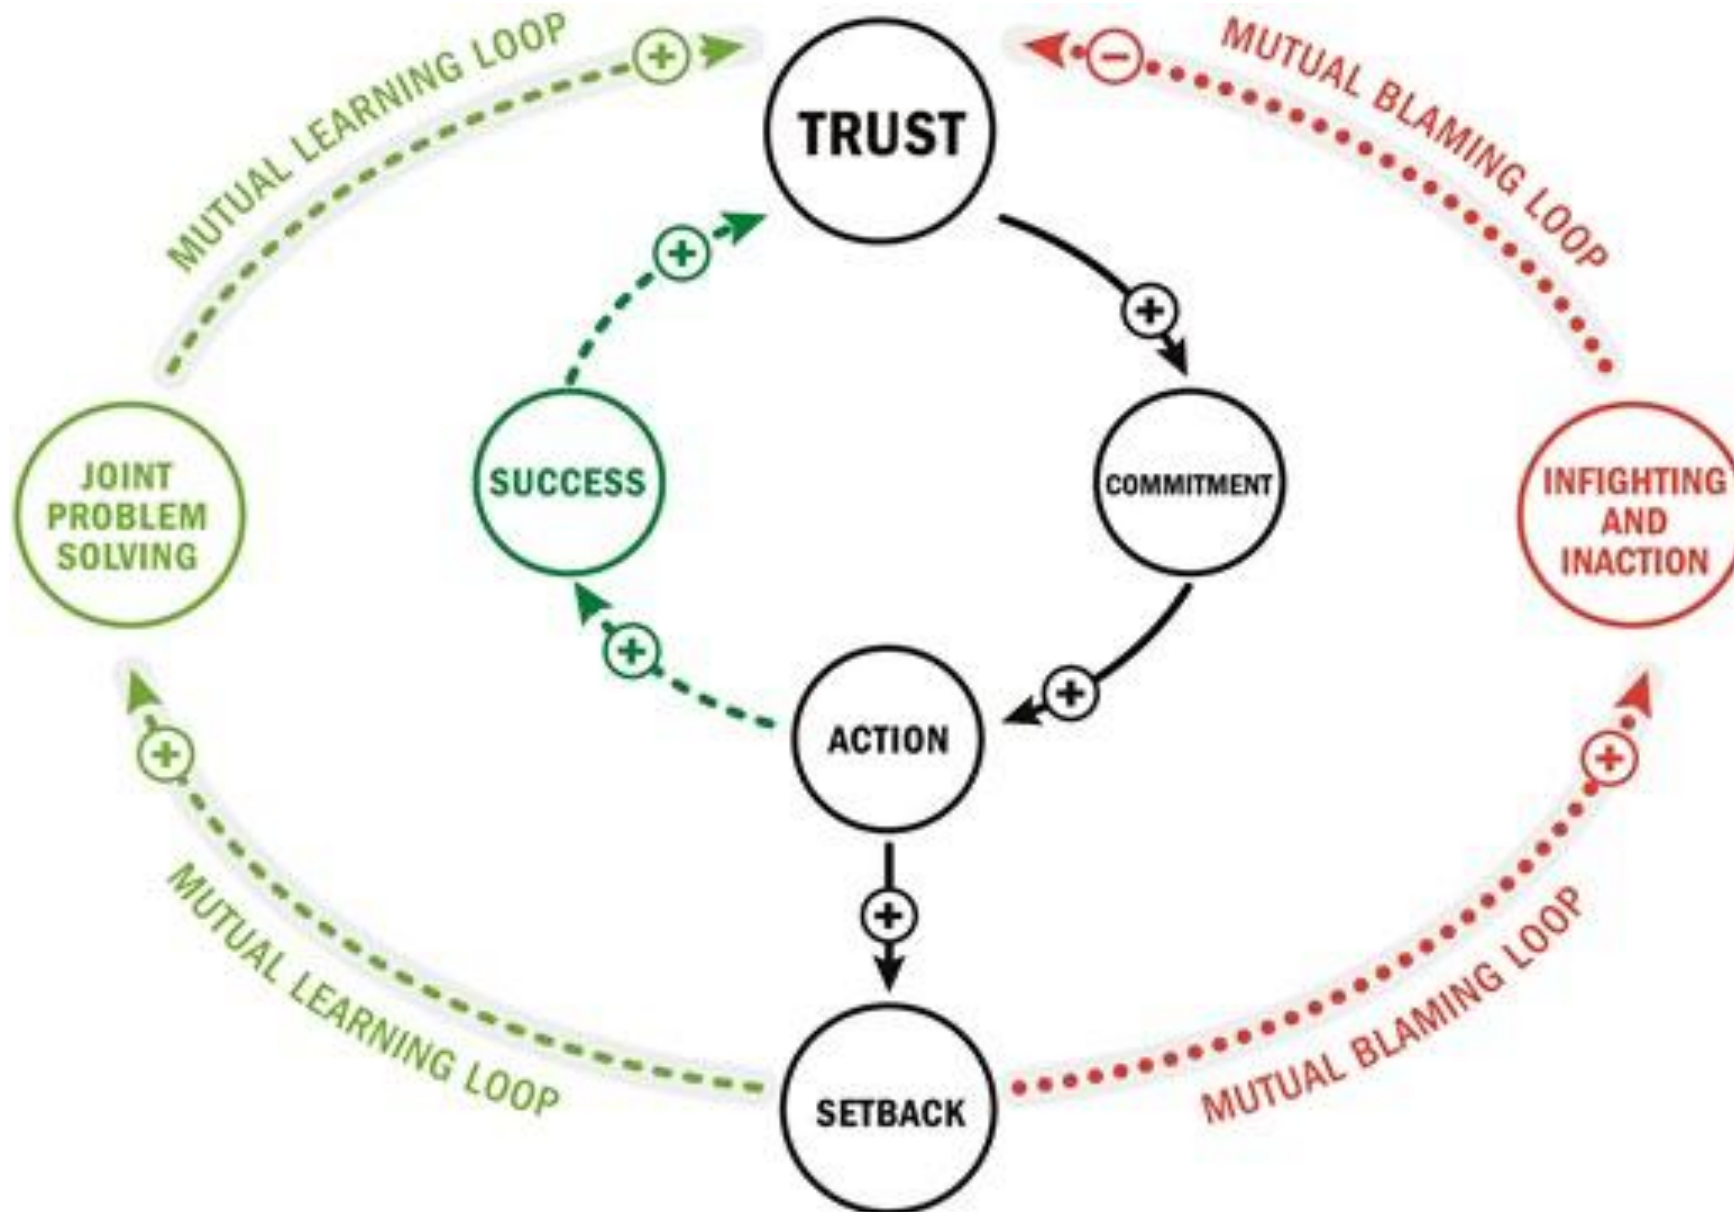 MUTUAL LEARNING LOOP
+
−
MUTUAL BLAMING LOOP
TRUST
+
+
JOINT
PROBLEM
SOLVING
SUCCESS
COMMITMENT
INFIGHTING
AND
INACTION
+
+
ACTION
+
+
+
MUTUAL LEARNING LOOP
MUTUAL BLAMING LOOP
SETBACK